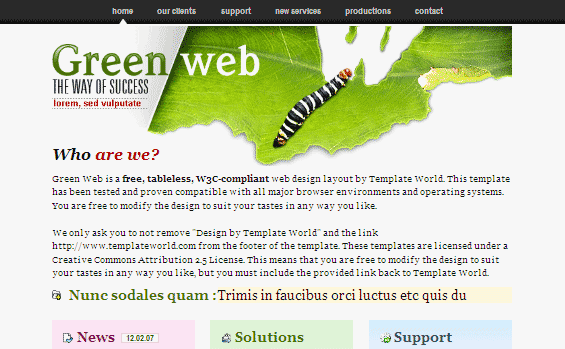 home our clients support new services productions contact
Green web
THE WAY OF SUCCESS
lorem, sed vulputate
Who are we?
Green Web is a free, tableless, W3C-compliant web design layout by Template World. This template
has been tested and proven compatible with all major browser environments and operating systems.
You are free to modify the design to suit your tastes in any way you like.
We only ask you to not remove "Design by Template World" and the link
http://www.templateworld.com from the footer of the template. These templates are licensed under a
Creative Commons Attribution 2.5 License. This means that you are free to modify the design to suit
your tastes in any way you like, but you must include the provided link back to Template World.
Nunc sodales quam : Trimis in faucibus orci luctus etc quis du
News 12.02.07 Solutions Support